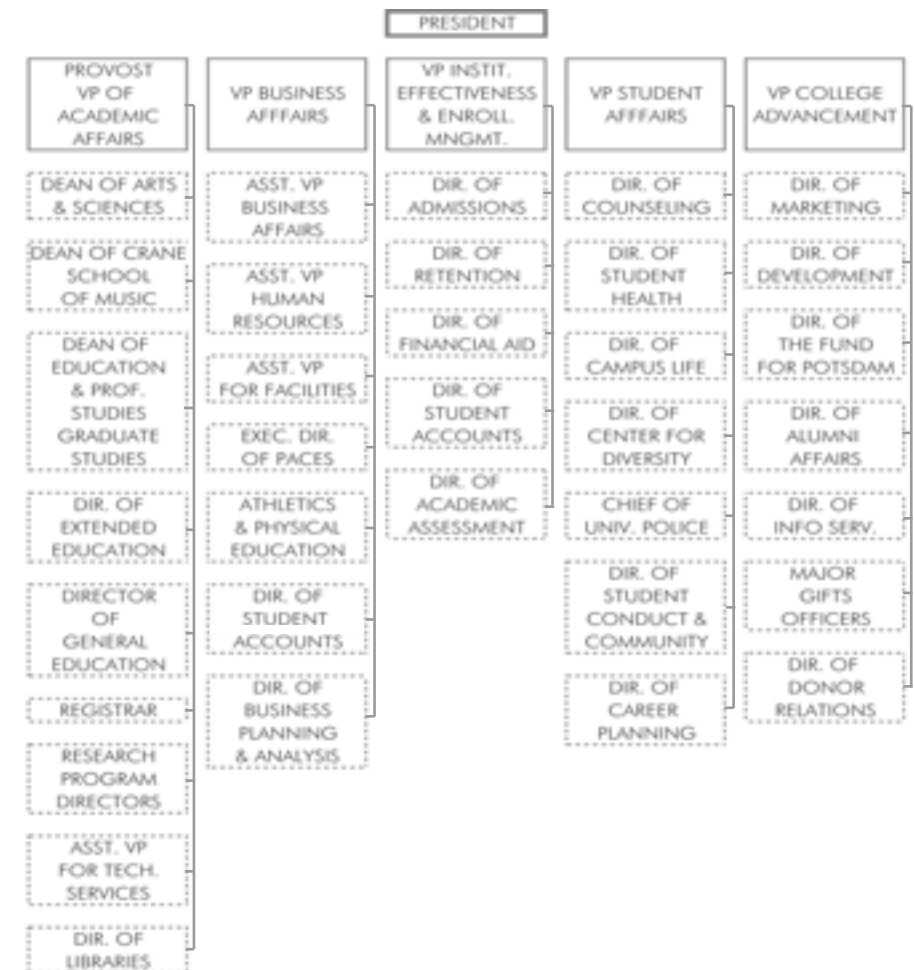 PRESIDENT
PROVOST
VP OF
ACADEMIC
AFFAIRS
DEAN OF ARTS
& SCIENCES
DEAN OF CRANE
SCHOOL
OF MUSIC
DEAN OF
EDUCATION
& PROF.
STUDIES
GRADUATE
STUDIES
DIR. OF
EXTENDED
EDUCATION
DIRECTOR
OF
GENERAL
EDUCATION
REGISTRAR
RESEARCH
PROGRAM
DIRECTORS
ASST. VP
FOR TECH.
SERVICES
DIR. OF
LIBRARIES
VP BUSINESS
AFFFAIRS
ASST. VP
BUSINESS
AFFAIRS
ASST. VP
HUMAN
RESOURCES
ASST. VP
FOR FACILITIES
EXEC. DIR.
OF PACES
ATHLETICS
& PHYSICAL
EDUCATION
DIR. OF
STUDENT
ACCOUNTS
DIR. OF
BUSINESS
PLANNING
& ANALYSIS
VP INSTIT.
EFFECTIVENESS
& ENROLL.
MNGMT.
DIR. OF
ADMISSIONS
DIR. OF
RETENTION
DIR. OF
FINANCIAL AID
DIR. OF
STUDENT
ACCOUNTS
DIR. OF
ACADEMIC
ASSESSMENT
VP STUDENT
AFFFAIRS
DIR. OF
COUNSELING
DIR. OF
STUDENT
HEALTH
DIR. OF
CAMPUS LIFE
DIR. OF
CENTER FOR
DIVERSITY
CHIEF OF
UNIV. POLICE
DIR. OF
STUDENT
CONDUCT &
COMMUNITY
DIR. OF
CAREER
PLANNING
VP COLLEGE
ADVANCEMENT
DIR. OF
MARKETING
DIR. OF
DEVELOPMENT
DIR. OF
THE FUND
FOR POTSDAM
DIR. OF
ALUMNI
AFFAIRS
DIR. OF
INFO SERV.
MAJOR
GIFTS
OFFICERS
DIR. OF
DONOR
RELATIONS